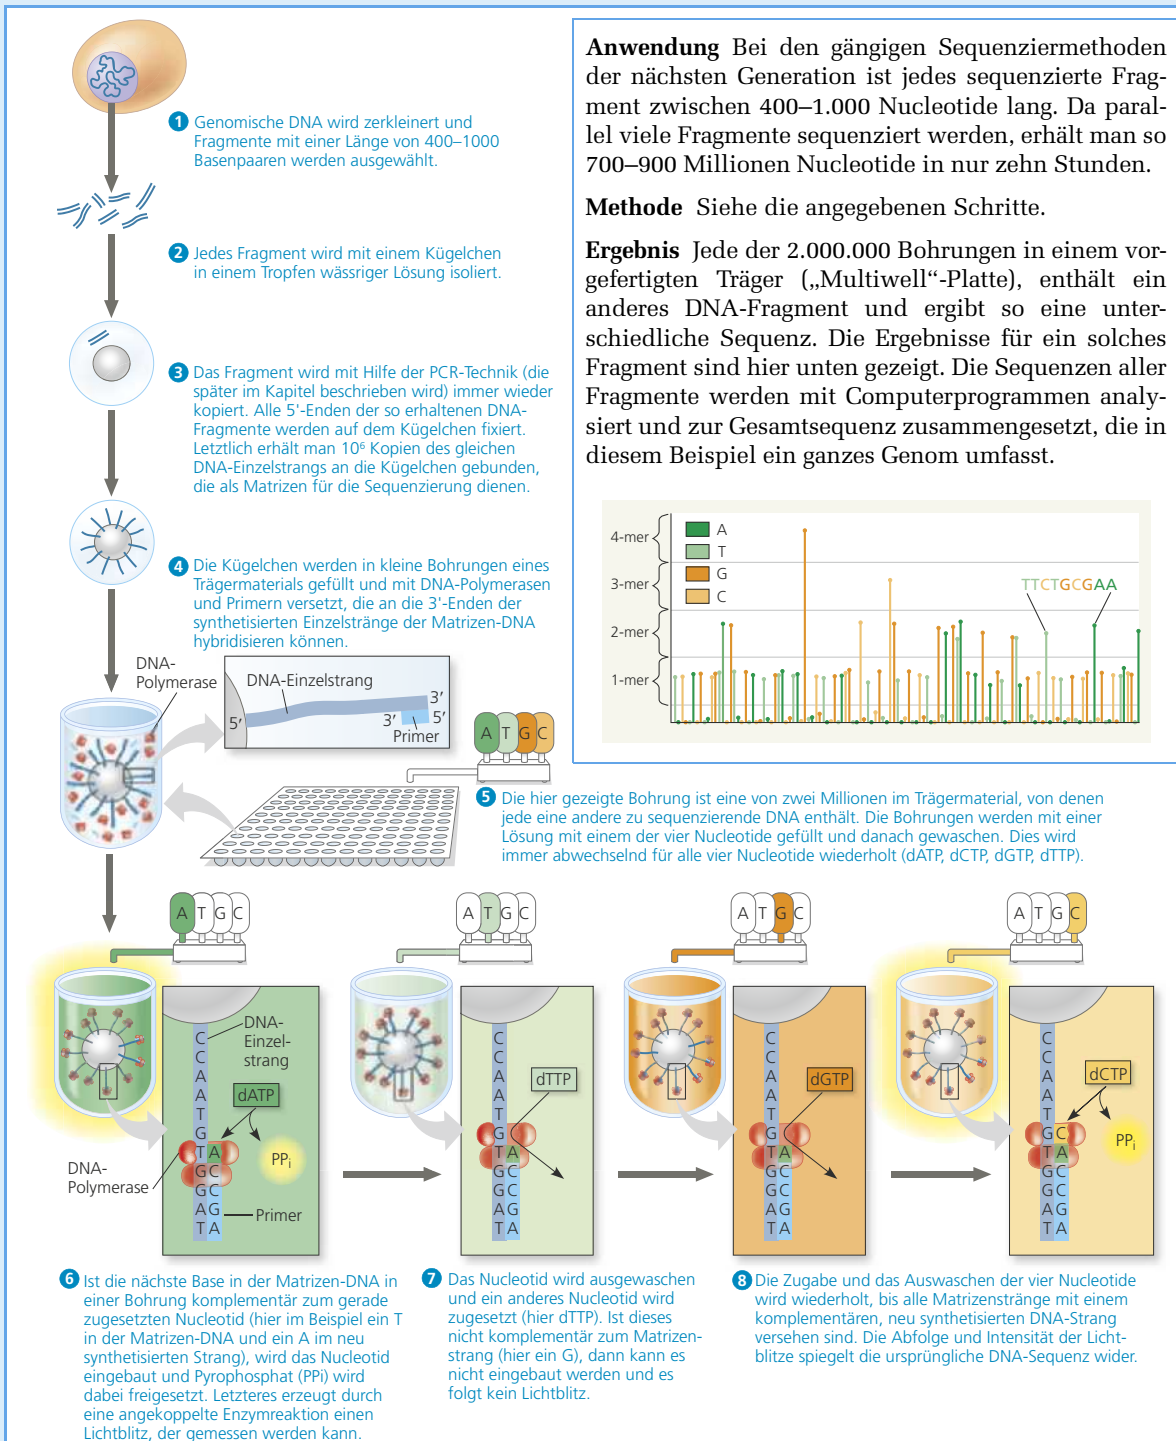 Anwendung Bei den gängigen Sequenziermethoden
der nächsten Generation ist jedes sequenzierte Frag-
ment zwischen 400–1.000 Nucleotide lang. Da paral-
lel viele Fragmente sequenziert werden, erhält man so
700–900 Millionen Nucleotide in nur zehn Stunden.
Methode Siehe die angegebenen Schritte.
Ergebnis Jede der 2.000.000 Bohrungen in einem vor-
gefertigten Träger („Multiwell“-Platte), enthält ein
anderes DNA-Fragment und ergibt so eine unter-
schiedliche Sequenz. Die Ergebnisse für ein solches
Fragment sind hier unten gezeigt. Die Sequenzen aller
Fragmente werden mit Computerprogrammen analy-
siert und zur Gesamtsequenz zusammengesetzt, die in
diesem Beispiel ein ganzes Genom umfasst.
4-mer
3-mer
2-mer
1-mer
A
T
G
C
TTCTGCGAA
1 Genomische DNA wird zerkleinert und
Fragmente mit einer Länge von 400–1000
Basenpaaren werden ausgewählt.
2 Jedes Fragment wird mit einem Kügelchen
in einem Tropfen wässriger Lösung isoliert.
3 Das Fragment wird mit Hilfe der PCR-Technik (die
später im Kapitel beschrieben wird) immer wieder
kopiert. Alle 5'-Enden der so erhaltenen DNA-
Fragmente werden auf dem Kügelchen fixiert.
Letztlich erhält man 10⁶ Kopien des gleichen
DNA-Einzelstrangs an die Kügelchen gebunden,
die als Matrizen für die Sequenzierung dienen.
4 Die Kügelchen werden in kleine Bohrungen eines
Trägermaterials gefüllt und mit DNA-Polymerasen
und Primern versetzt, die an die 3'-Enden der
synthetisierten Einzelstränge der Matrizen-DNA
hybridisieren können.
DNA-
Polymerase
DNA-Einzelstrang
5'
3'
3'
5'
Primer
A T G C
5 Die hier gezeigte Bohrung ist eine von zwei Millionen im Trägermaterial, von denen
jede eine andere zu sequenzierende DNA enthält. Die Bohrungen werden mit einer
Lösung mit einem der vier Nucleotide gefüllt und danach gewaschen. Dies wird
immer abwechselnd für alle vier Nucleotide wiederholt (dATP, dCTP, dGTP, dTTP).
A T G C
DNA-
Einzel-
strang
C
C
A
A
T
G
T A
G C
G C
A G
T A
dATP
PPi
DNA-
Polymerase
Primer
A T G C
C
C
A
A
T
G
T A
G C
G C
A G
T A
dTTP
A T G C
C
C
A
A
T
G
T A
G C
G C
A G
T A
dGTP
A T G C
C
C
A
A
T
G C
T A
G C
G C
A G
T A
dCTP
PPi
6 Ist die nächste Base in der Matrizen-DNA in
einer Bohrung komplementär zum gerade
zugesetzten Nucleotid (hier im Beispiel ein T
in der Matrizen-DNA und ein A im neu
synthetisierten Strang), wird das Nucleotid
eingebaut und Pyrophosphat (PPi) wird
dabei freigesetzt. Letzteres erzeugt durch
eine angekoppelte Enzymreaktion einen
Lichtblitz, der gemessen werden kann.
7 Das Nucleotid wird ausgewaschen
und ein anderes Nucleotid wird
zugesetzt (hier dTTP). Ist dieses
nicht komplementär zum Matrizen-
strang (hier ein G), dann kann es
nicht eingebaut werden und es
folgt kein Lichtblitz.
8 Die Zugabe und das Auswaschen der vier Nucleotide
wird wiederholt, bis alle Matrizenstränge mit einem
komplementären, neu synthetisierten DNA-Strang
versehen sind. Die Abfolge und Intensität der Licht-
blitze spiegelt die ursprüngliche DNA-Sequenz wider.